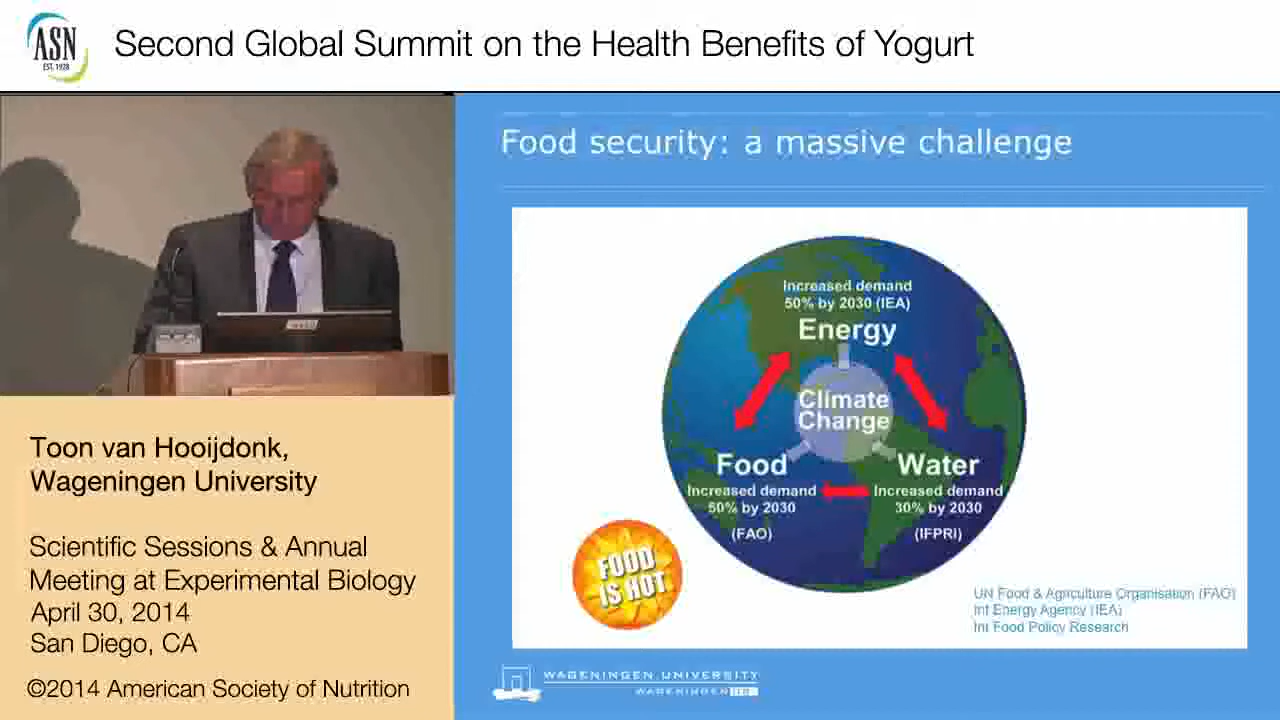 ASN
EST. 1928
Second Global Summit on the Health Benefits of Yogurt
Food security: a massive challenge
Increased demand
50% by 2030 (IEA)
Energy
Climate
Change
Food
Increased demand
50% by 2030
(FAO)
Water
Increased demand
30% by 2030
(IFPRI)
FOOD
IS HOT
UN Food & Agriculture Organisation (FAO)
Int Energy Agency (IEA)
Int Food Policy Research
WAGENINGEN UNIVERSITY
WAGENINGEN UR
Toon van Hooijdonk,
Wageningen University
Scientific Sessions & Annual
Meeting at Experimental Biology
April 30, 2014
San Diego, CA
©2014 American Society of Nutrition